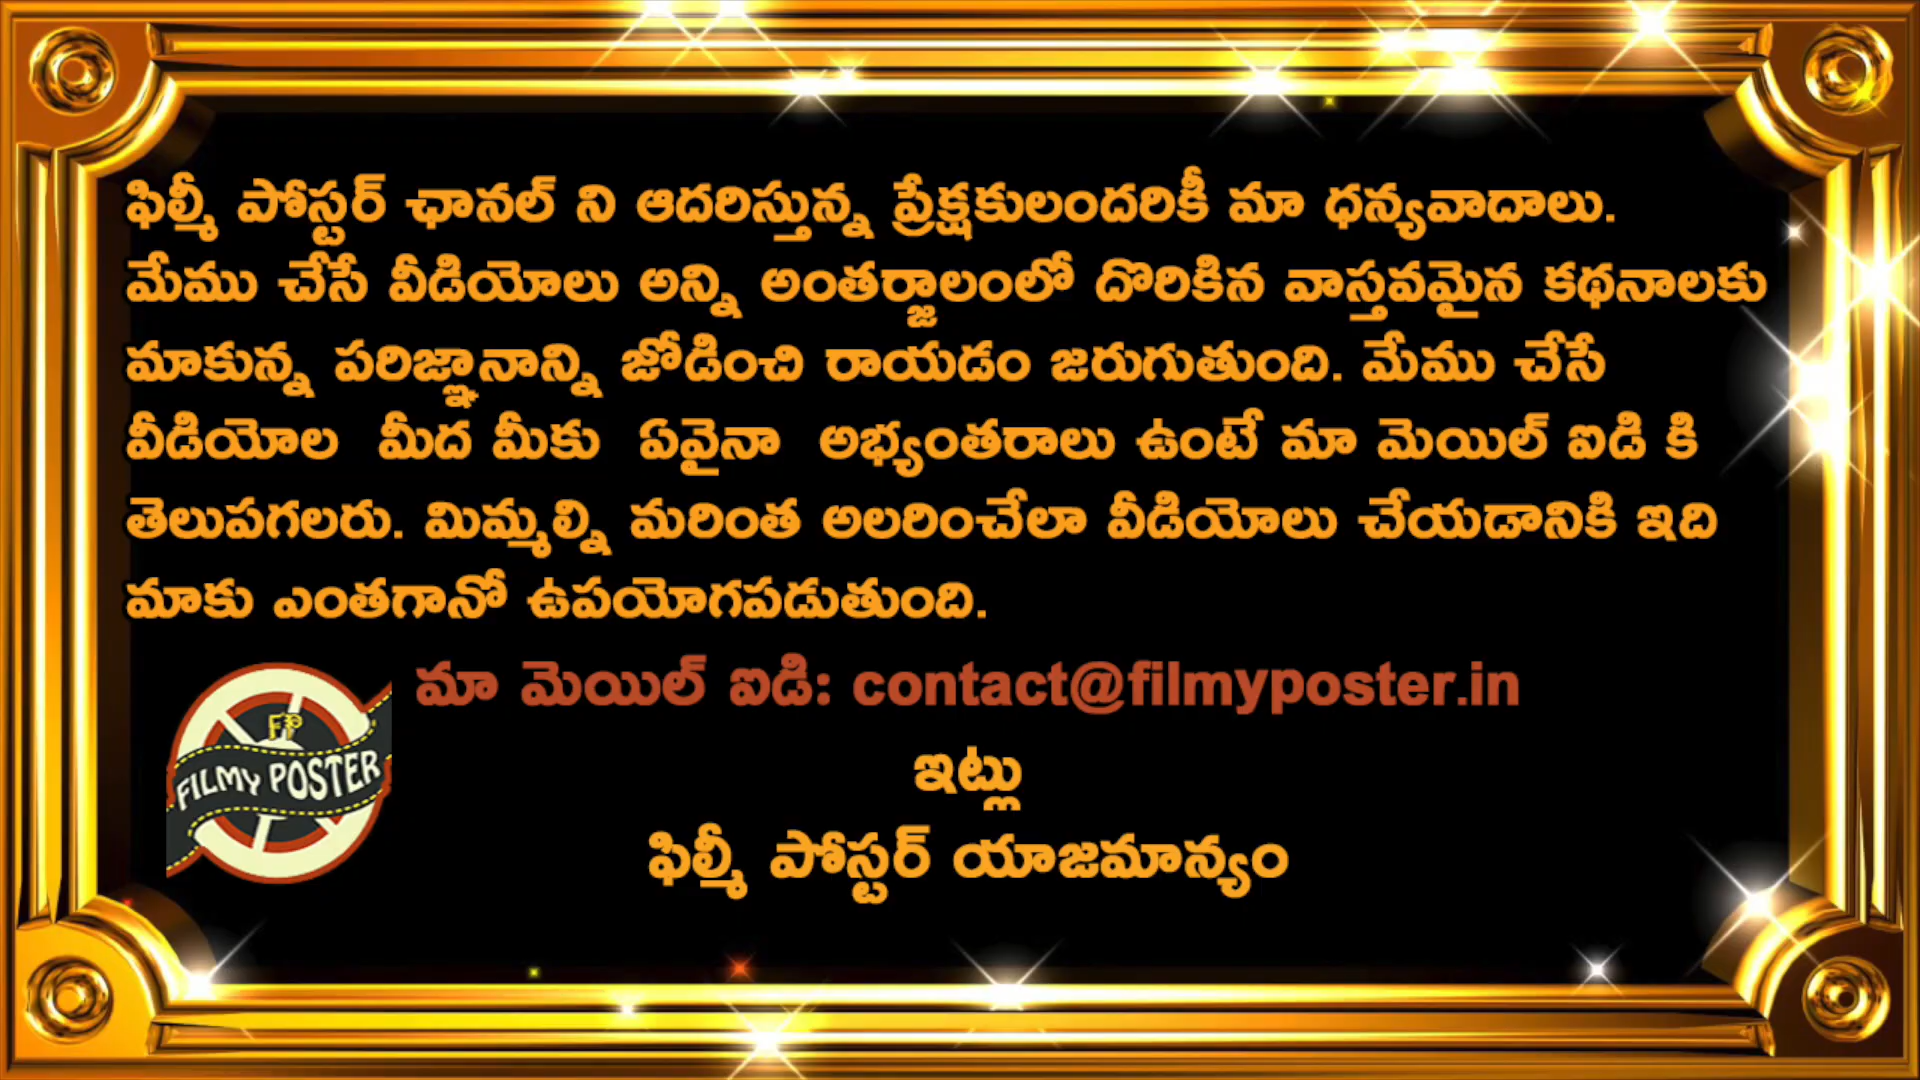 ఫిల్మీ పోస్టర్ ఛానల్ ని ఆదరిస్తున్న ప్రేక్షకులందరికీ మా ధన్యవాదాలు.
మేము చేసే వీడియోలు అన్ని అంతర్జాలంలో దొరికిన వాస్తవమైన కథనాలకు
మాకున్న పరిజ్ఞానాన్ని జోడించి రాయడం జరుగుతుంది. మేము చేసే
వీడియోల మీద మీకు ఏవైనా అభ్యంతరాలు ఉంటే మా మెయిల్ ఐడి కి
తెలుపగలరు. మిమ్మల్ని మరింత అలరించేలా వీడియోలు చేయడానికి ఇది
మాకు ఎంతగానో ఉపయోగపడుతుంది.
మా మెయిల్ ఐడి: contact@filmyposter.in
FP
FILMY POSTER
ఇట్లు
ఫిల్మీ పోస్టర్ యాజమాన్యం